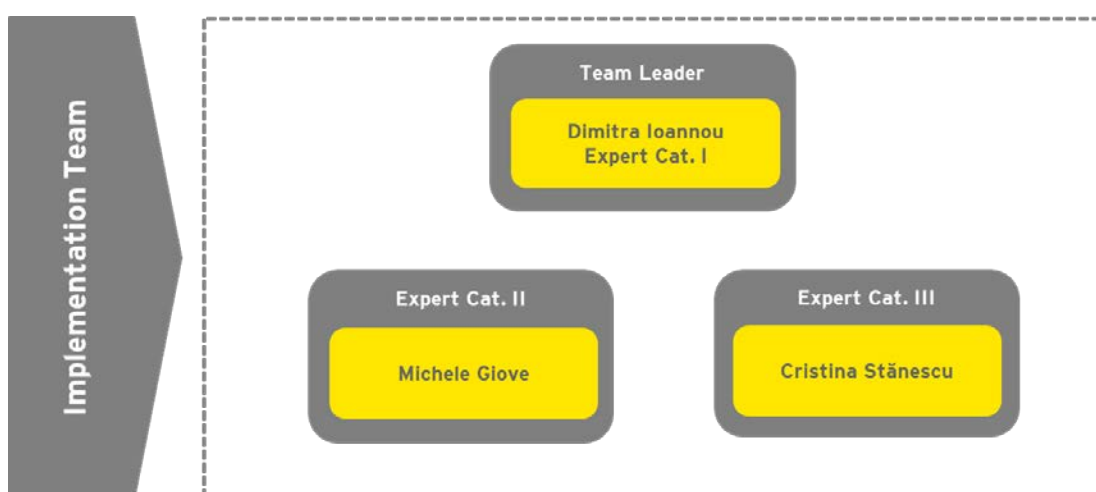 Implementation Team
Team Leader
Dimitra Ioannou
Expert Cat. I
Expert Cat. II
Michele Giove
Expert Cat. III
Cristina Stănescu